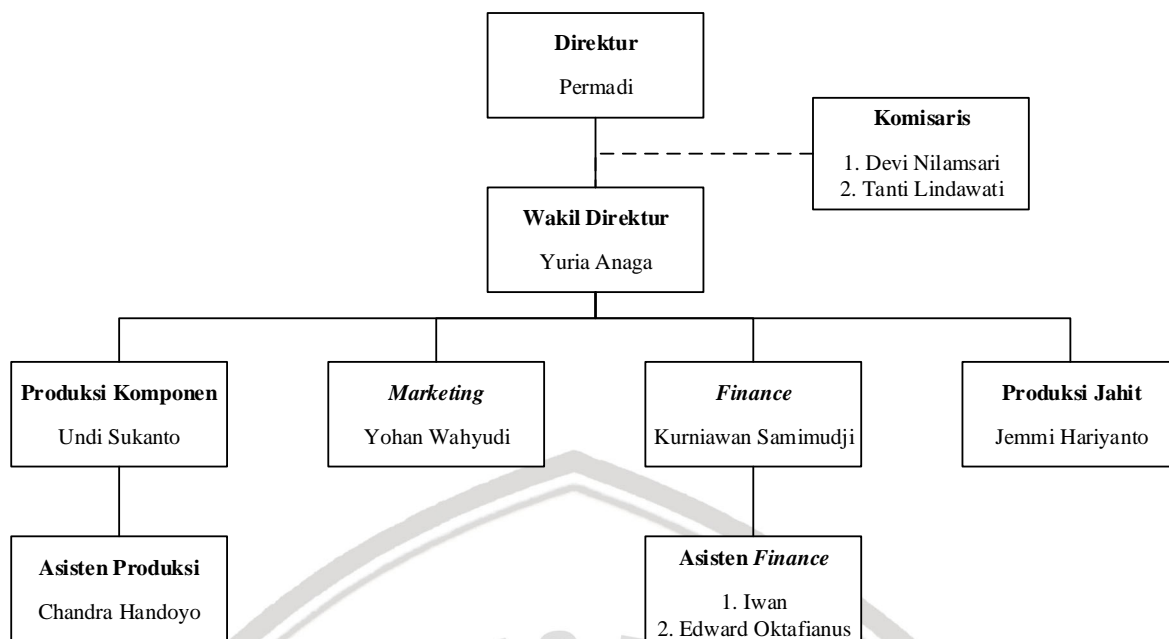 Direktur
Permadi
Komisaris
1. Devi Nilamsari
2. Tanti Lindawati
Wakil Direktur
Yuria Anaga
Produksi Komponen
Undi Sukanto
Marketing
Yohan Wahyudi
Finance
Kurniawan Samimudji
Produksi Jahit
Jemmi Hariyanto
Asisten Produksi
Chandra Handoyo
Asisten Finance
1. Iwan
2. Edward Oktafianus